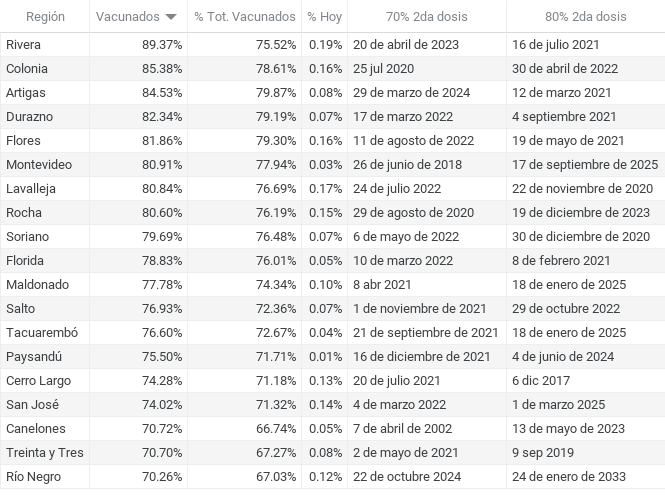 Región Vacunados % Tot. Vacunados % Hoy 70% 2da dosis 80% 2da dosis
Rivera 89.37% 75.52% 0.19% 20 de abril de 2023 16 de julio 2021
Colonia 85.38% 78.61% 0.16% 25 jul 2020 30 de abril de 2022
Artigas 84.53% 79.87% 0.08% 29 de marzo de 2024 12 de marzo 2021
Durazno 82.34% 79.19% 0.07% 17 de marzo 2022 4 septiembre 2021
Flores 81.86% 79.30% 0.16% 11 de agosto de 2022 19 de mayo de 2021
Montevideo 80.91% 77.94% 0.03% 26 de junio de 2018 17 de septiembre de 2025
Lavalleja 80.84% 76.69% 0.17% 24 de julio 2022 22 de noviembre de 2020
Rocha 80.60% 76.19% 0.15% 29 de agosto de 2020 19 de diciembre de 2023
Soriano 79.69% 76.48% 0.07% 6 de mayo de 2022 30 de diciembre de 2020
Florida 78.83% 76.01% 0.05% 10 de marzo 2022 8 de febrero 2021
Maldonado 77.78% 74.34% 0.10% 8 abr 2021 18 de enero de 2025
Salto 76.93% 72.36% 0.07% 1 de noviembre de 2021 29 de octubre 2022
Tacuarembó 76.60% 72.67% 0.04% 21 de septiembre de 2021 18 de enero de 2025
Paysandú 75.50% 71.71% 0.01% 16 de diciembre de 2021 4 de junio de 2024
Cerro Largo 74.28% 71.18% 0.13% 20 de julio 2021 6 dic 2017
San José 74.02% 71.32% 0.14% 4 de marzo 2022 1 de marzo 2025
Canelones 70.72% 66.74% 0.05% 7 de abril de 2002 13 de mayo de 2023
Treinta y Tres 70.70% 67.27% 0.08% 2 de mayo de 2021 9 sep 2019
Río Negro 70.26% 67.03% 0.12% 22 de octubre 2024 24 de enero de 2033